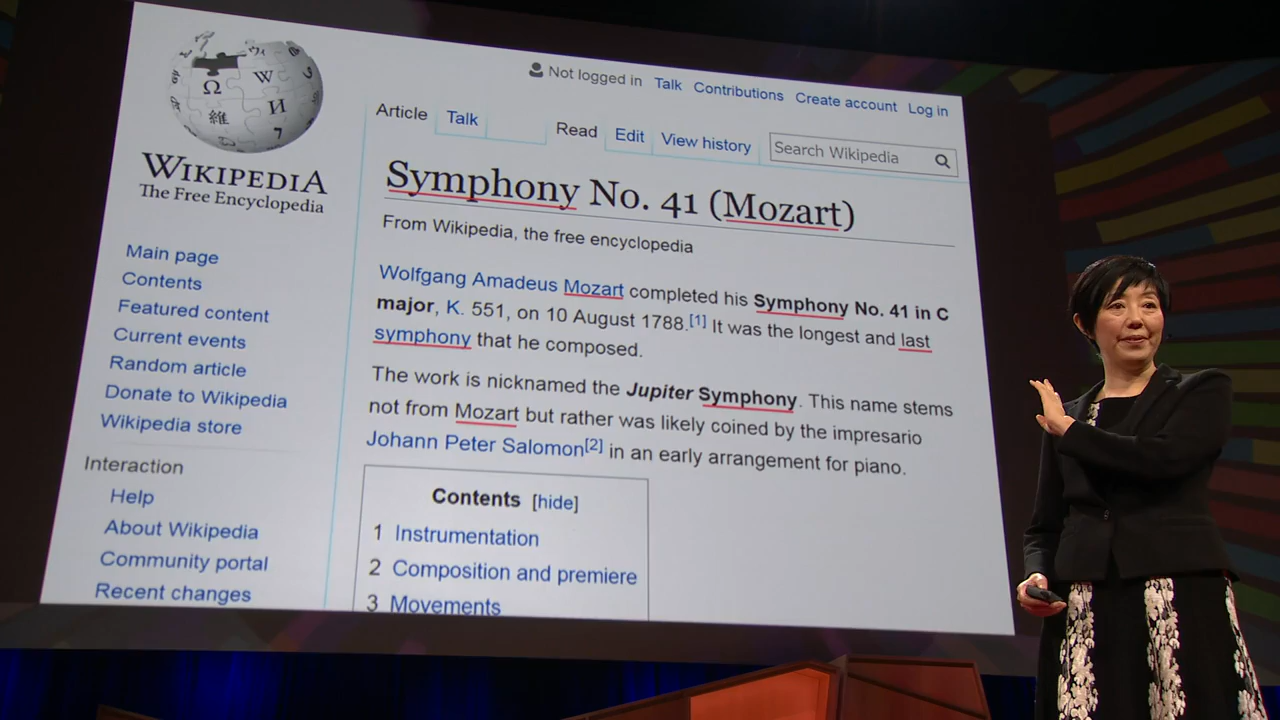 Ω
W
И
維
7
WIKIPEDIA
The Free Encyclopedia
Main page
Contents
Featured content
Current events
Random article
Donate to Wikipedia
Wikipedia store
Interaction
Help
About Wikipedia
Community portal
Recent changes
Not logged in Talk Contributions Create account Log in
Article Talk Read Edit View history Search Wikipedia
Symphony No. 41 (Mozart)
From Wikipedia, the free encyclopedia
Wolfgang Amadeus Mozart completed his Symphony No. 41 in C
major, K. 551, on 10 August 1788.[1] It was the longest and last
symphony that he composed.
The work is nicknamed the Jupiter Symphony. This name stems
not from Mozart but rather was likely coined by the impresario
Johann Peter Salomon[2] in an early arrangement for piano.
Contents [hide]
1 Instrumentation
2 Composition and premiere
3 Movements